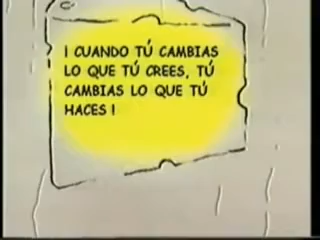 ¡ CUANDO TÚ CAMBIAS
LO QUE TÚ CREES, TÚ
CAMBIAS LO QUE TÚ
HACES !